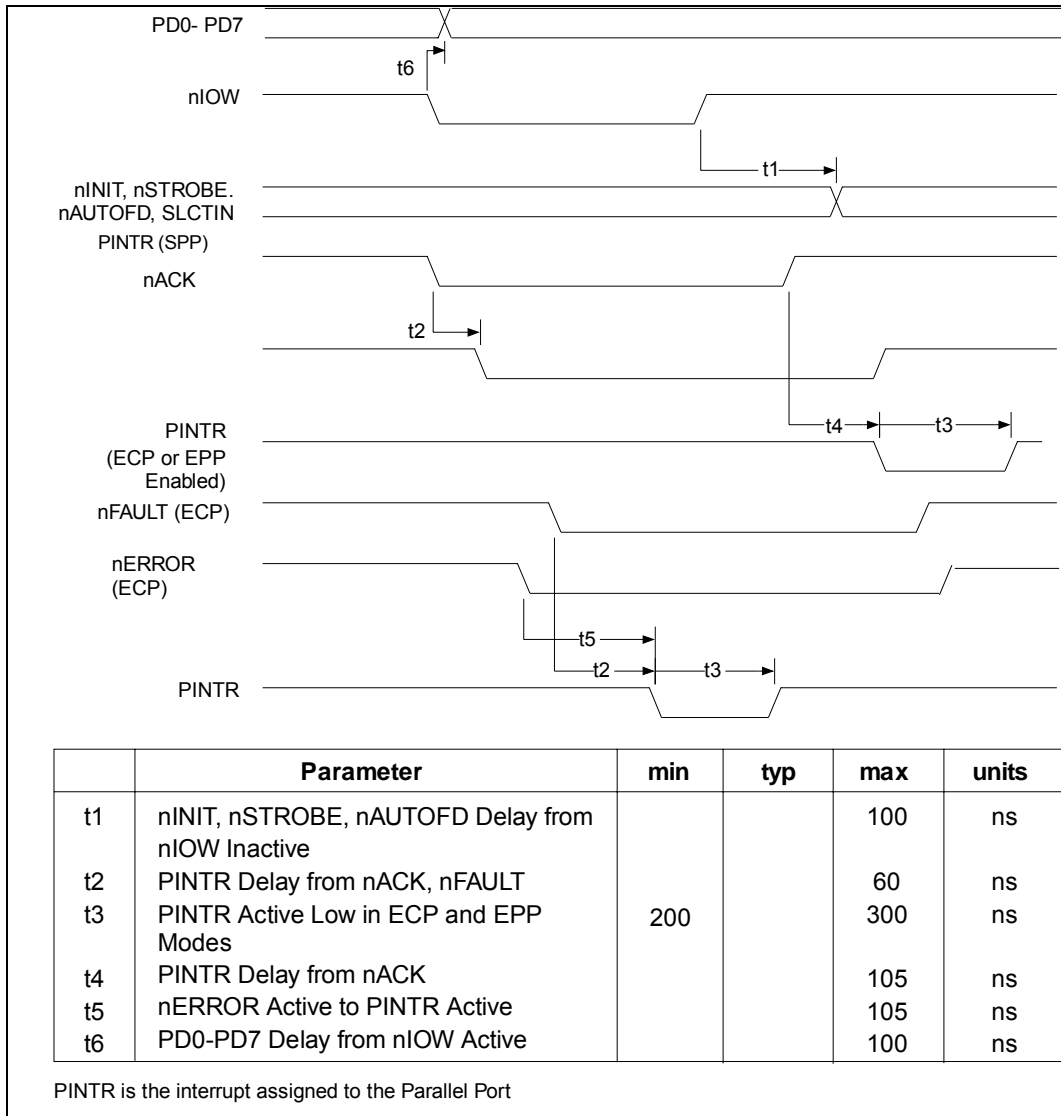 PD0- PD7
t6
nIOW
t1
nINIT, nSTROBE.
nAUTOFD, SLCTIN
PINTR (SPP)
nACK
t2
t4
t3
PINTR
(ECP or EPP
Enabled)
nFAULT (ECP)
nERROR
(ECP)
t5
t2
t3
PINTR
Parameter min typ max units
t1 nINIT, nSTROBE, nAUTOFD Delay from 100 ns
nIOW Inactive
t2 PINTR Delay from nACK, nFAULT 60 ns
t3 PINTR Active Low in ECP and EPP 200 300 ns
Modes
t4 PINTR Delay from nACK 105 ns
t5 nERROR Active to PINTR Active 105 ns
t6 PD0-PD7 Delay from nIOW Active 100 ns
PINTR is the interrupt assigned to the Parallel Port